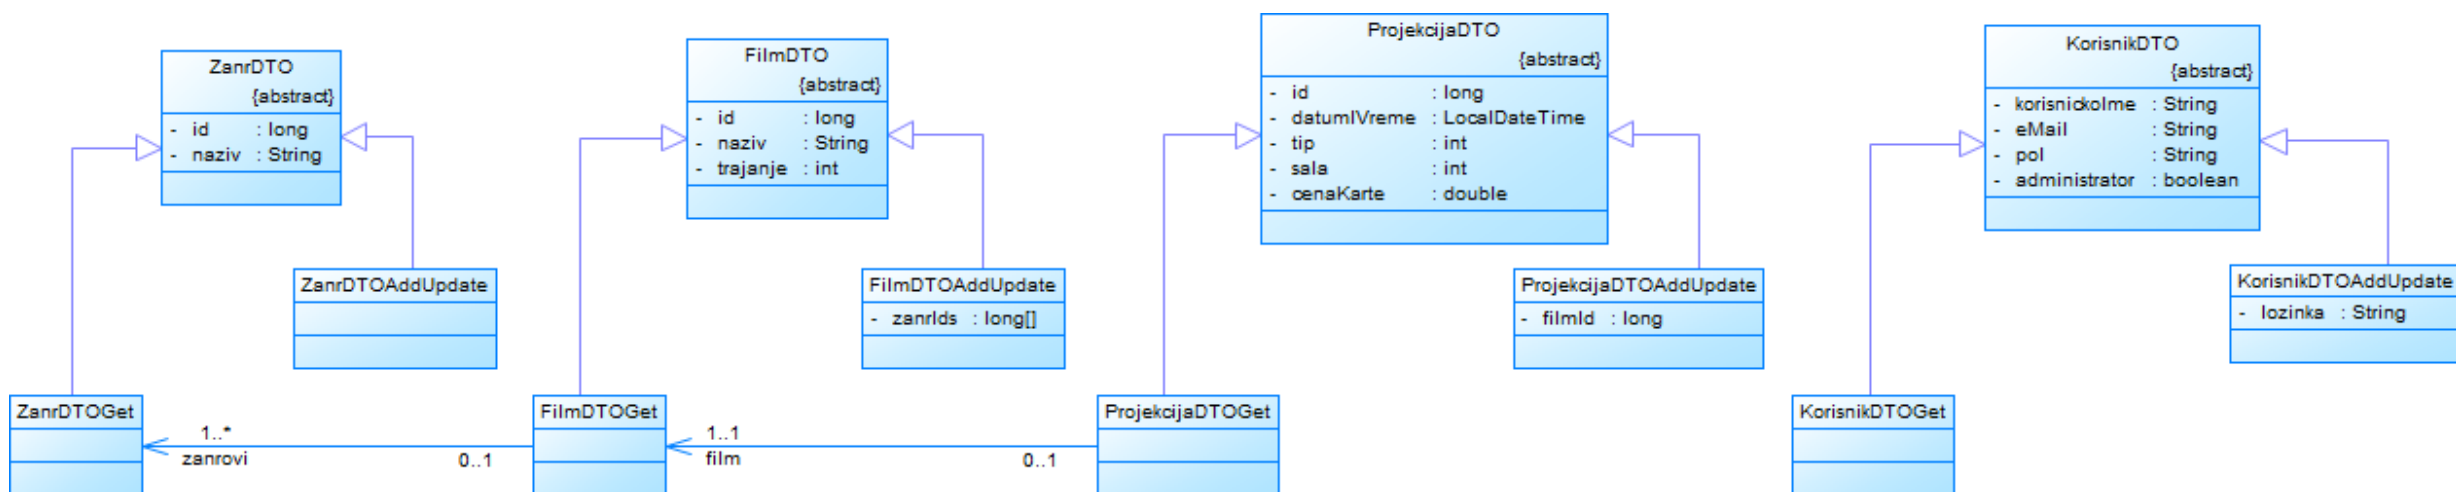 ZanrDTO
{abstract}
- id : long
- naziv : String
FilmDTO
{abstract}
- id : long
- naziv : String
- trajanje : int
ProjekcijaDTO
{abstract}
- id : long
- datumIVreme : LocalDateTime
- tip : int
- sala : int
- cenaKarte : double
KorisnikDTO
{abstract}
- korisnickoIme : String
- eMail : String
- pol : String
- administrator : boolean
ZanrDTOAddUpdate
FilmDTOAddUpdate
- zanrIds : long[]
ProjekcijaDTOAddUpdate
- filmId : long
KorisnikDTOAddUpdate
- lozinka : String
ZanrDTOGet
1..*
zanrovi
0..1
FilmDTOGet
1..1
film
0..1
ProjekcijaDTOGet
KorisnikDTOGet